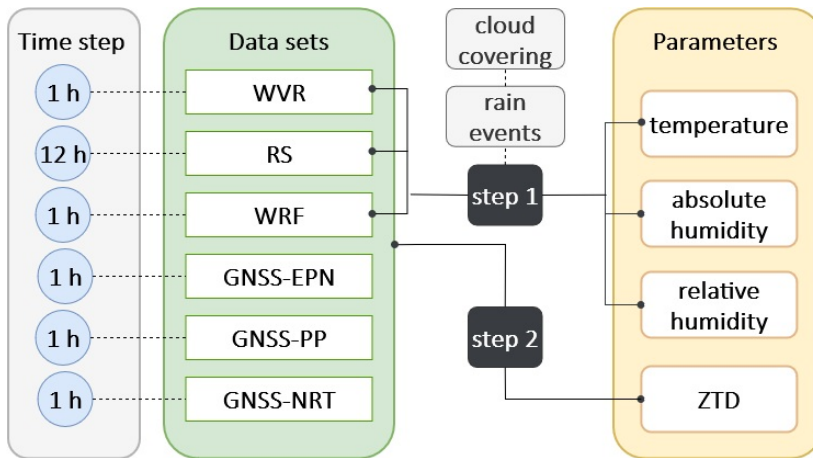 Time step
1 h
12 h
1 h
1 h
1 h
1 h
Data sets
WVR
RS
WRF
GNSS-EPN
GNSS-PP
GNSS-NRT
cloud
covering
rain
events
step 1
step 2
Parameters
temperature
absolute
humidity
relative
humidity
ZTD